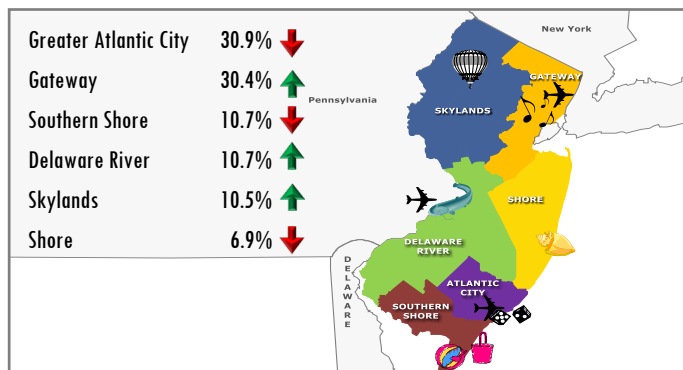 Greater Atlantic City 30.9%
Gateway 30.4%
Southern Shore 10.7%
Delaware River 10.7%
Skylands 10.5%
Shore 6.9%
New York
Pennsylvania
GATEWAY
SKYLANDS
SHORE
DELAWARE
RIVER
ATLANTIC
CITY
SOUTHERN
SHORE
DELAWARE